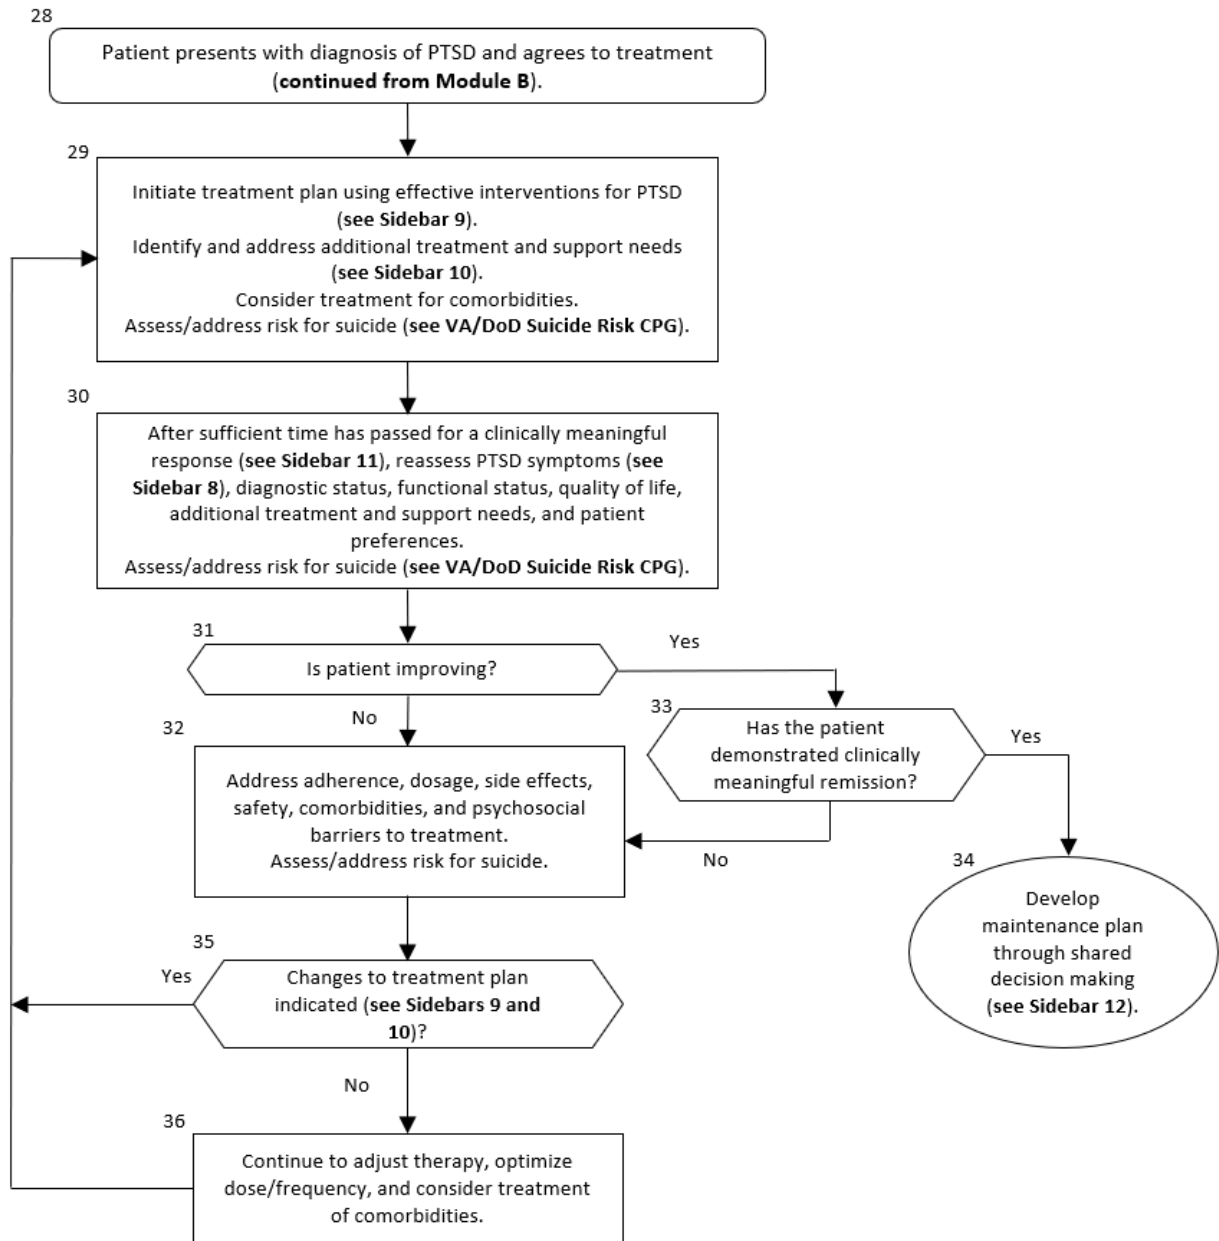 28
Patient presents with diagnosis of PTSD and agrees to treatment
(continued from Module B).
29
Initiate treatment plan using effective interventions for PTSD
(see Sidebar 9).
Identify and address additional treatment and support needs
(see Sidebar 10).
Consider treatment for comorbidities.
Assess/address risk for suicide (see VA/DoD Suicide Risk CPG).
30
After sufficient time has passed for a clinically meaningful
response (see Sidebar 11), reassess PTSD symptoms (see
Sidebar 8), diagnostic status, functional status, quality of life,
additional treatment and support needs, and patient
preferences.
Assess/address risk for suicide (see VA/DoD Suicide Risk CPG).
31
Is patient improving?
Yes
No
33
Has the patient
demonstrated clinically
meaningful remission?
Yes
No
32
Address adherence, dosage, side effects,
safety, comorbidities, and psychosocial
barriers to treatment.
Assess/address risk for suicide.
34
Develop
maintenance plan
through shared
decision making
(see Sidebar 12).
35
Changes to treatment plan
indicated (see Sidebars 9 and
10)?
Yes
No
36
Continue to adjust therapy, optimize
dose/frequency, and consider treatment
of comorbidities.